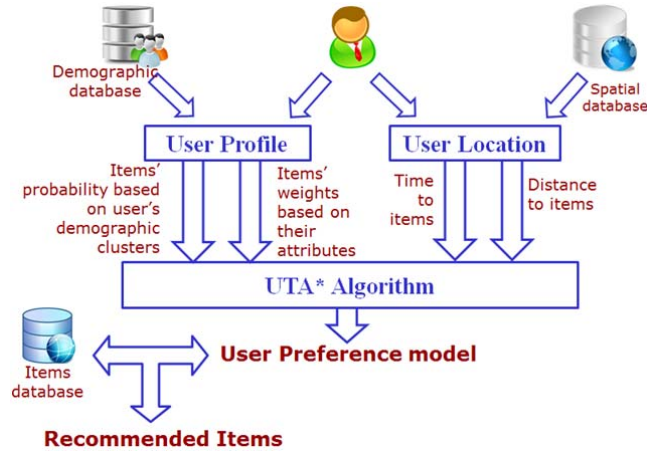 Demographic
database
Spatial
database
User Profile
User Location
Items'
probability based
on user's
demographic
clusters
Items'
weights
based on
their
attributes
Time
to
items
Distance
to items
UTA* Algorithm
Items
database
User Preference model
Recommended Items